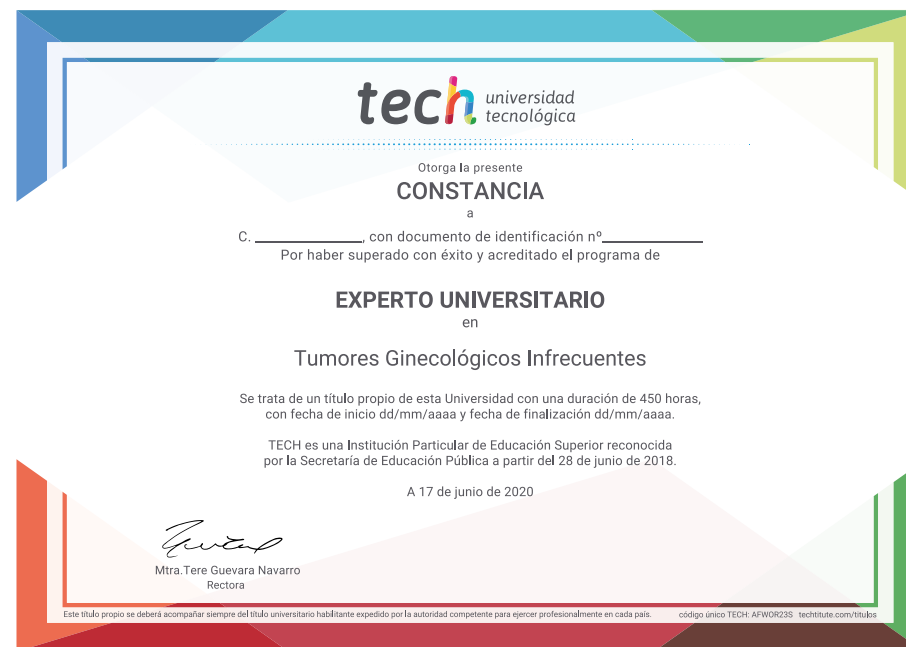 tech universidad
tecnológica
Otorga la presente
CONSTANCIA
a
C. ____________, con documento de identificación nº____________
Por haber superado con éxito y acreditado el programa de
EXPERTO UNIVERSITARIO
en
Tumores Ginecológicos Infrecuentes
Se trata de un título propio de esta Universidad con una duración de 450 horas,
con fecha de inicio dd/mm/aaaa y fecha de finalización dd/mm/aaaa.
TECH es una Institución Particular de Educación Superior reconocida
por la Secretaría de Educación Pública a partir del 28 de junio de 2018.
A 17 de junio de 2020
Mtra.Tere Guevara Navarro
Rectora
Este título propio se deberá acompañar siempre del título universitario habilitante expedido por la autoridad competente para ejercer profesionalmente en cada país. código único TECH: AFWOR23S techtitute.com/titulos